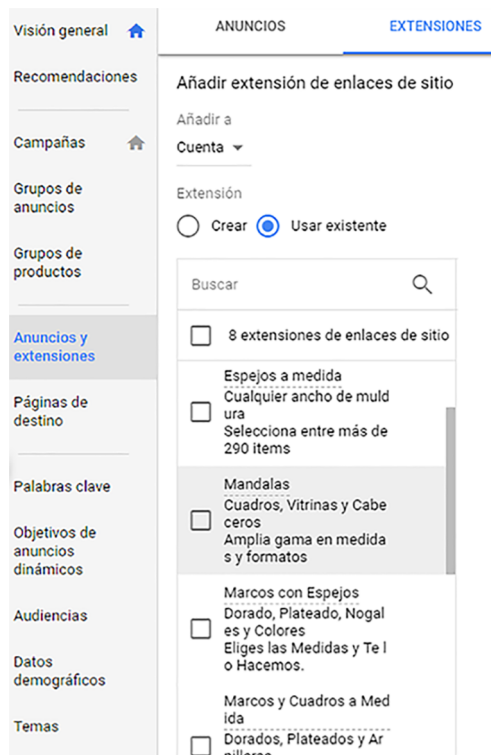 Visión general
Recomendaciones
Campañas
Grupos de
anuncios
Grupos de
productos
Anuncios y
extensiones
Páginas de
destino
Palabras clave
Objetivos de
anuncios
dinámicos
Audiencias
Datos
demográficos
Temas
ANUNCIOS
EXTENSIONES
Añadir extensión de enlaces de sitio
Añadir a
Cuenta
Extensión
Crear
Usar existente
Buscar
8 extensiones de enlaces de sitio
Espejos a medida
Cualquier ancho de muld
ura
Selecciona entre más de
290 items
Mandalas
Cuadros, Vitrinas y Cabe
ceros
Amplia gama en medida
s y formatos
Marcos con Espejos
Dorado, Plateado, Nogal
es y Colores
Eliges las Medidas y Te l
o Hacemos.
Marcos y Cuadros a Med
ida
Dorados, Plateados y Ar